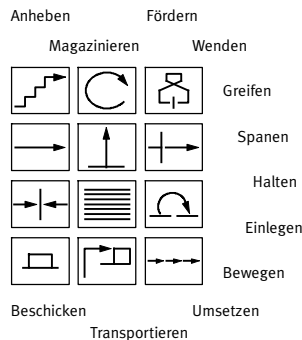 Anheben Fördern
Magazinieren Wenden
Greifen
Spanen
Halten
Einlegen
Bewegen
Beschicken Umsetzen
Transportieren